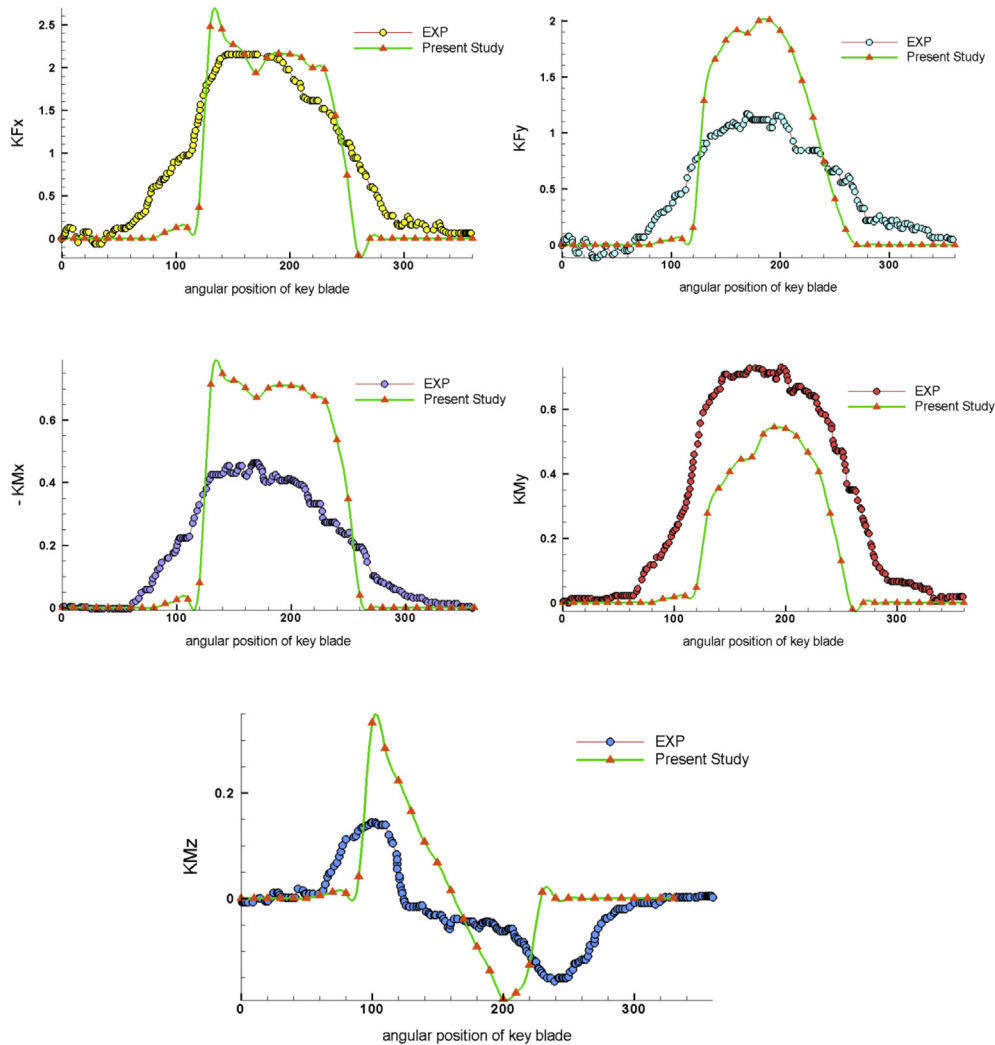 2.5
2
1.5
1
0.5
0
KFx
EXP
Present Study
0
100
200
300
angular position of key blade
2
1.5
1
0.5
0
KFy
EXP
Present Study
0
100
200
300
angular position of key blade
0.6
0.4
0.2
0
- KMx
EXP
Present Study
0
100
200
300
angular position of key blade
0.6
0.4
0.2
0
KMy
EXP
Present Study
0
100
200
300
angular position of key blade
0.2
0
KMz
EXP
Present Study
0
100
200
300
angular position of key blade